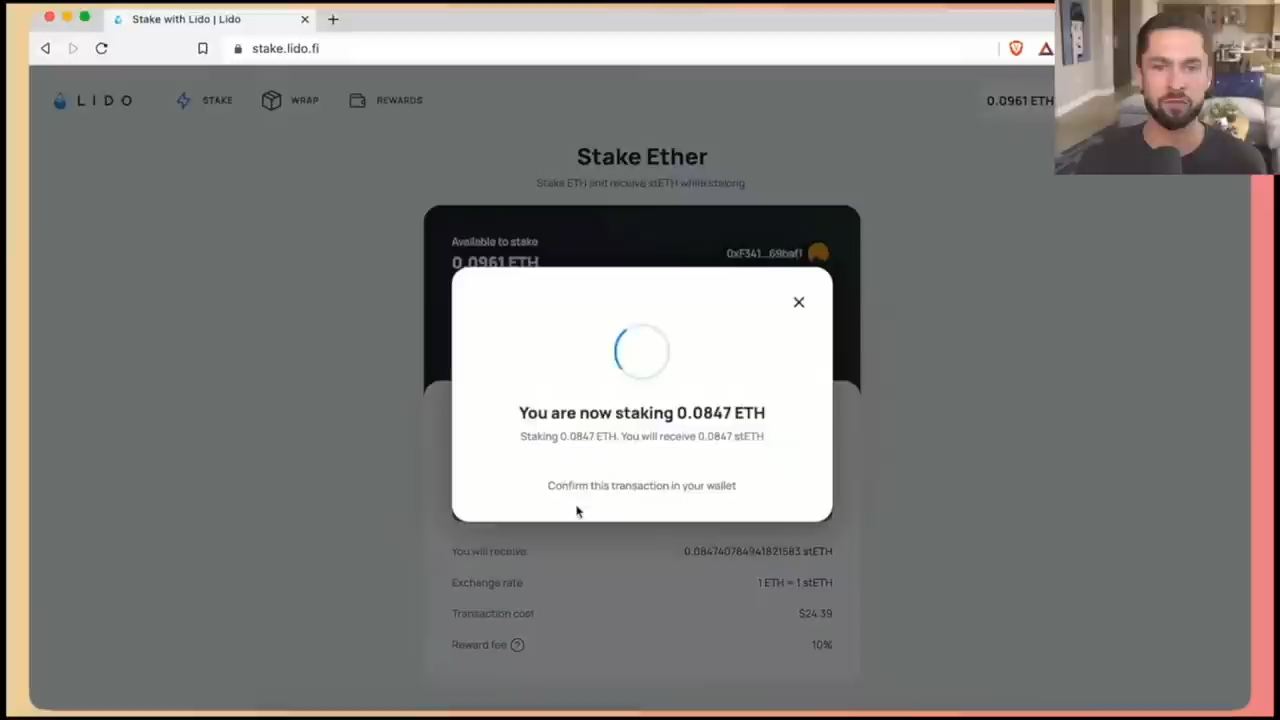 Stake with Lido | Lido
stake.lido.fi
LIDO
STAKE
WRAP
REWARDS
0.0961 ETH
Stake Ether
Stake ETH and receive stETH while staking
Available to stake
0.0961 ETH
0xF341...69baf1
You are now staking 0.0847 ETH
Staking 0.0847 ETH. You will receive 0.0847 stETH
Confirm this transaction in your wallet
You will receive 0.084740784941821583 stETH
Exchange rate 1 ETH = 1 stETH
Transaction cost $24.39
Reward fee ? 10%